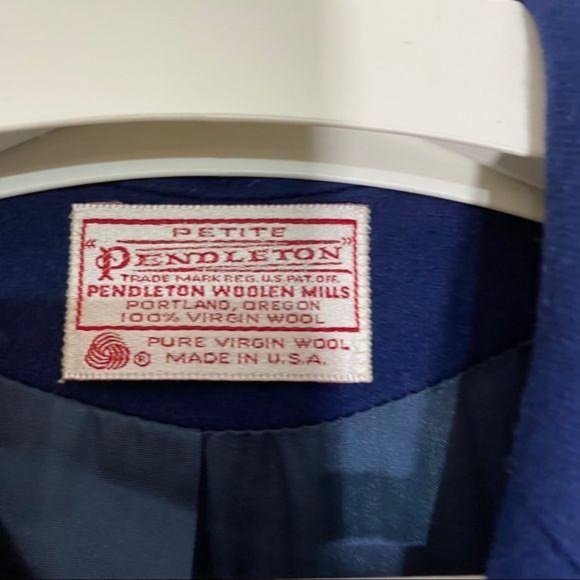 PETITE
"PENDLETON"
TRADE MARK REG. U.S. PAT. OFF.
PENDLETON WOOLEN MILLS
PORTLAND, OREGON
100% VIRGIN WOOL
® PURE VIRGIN WOOL
MADE IN U.S.A.